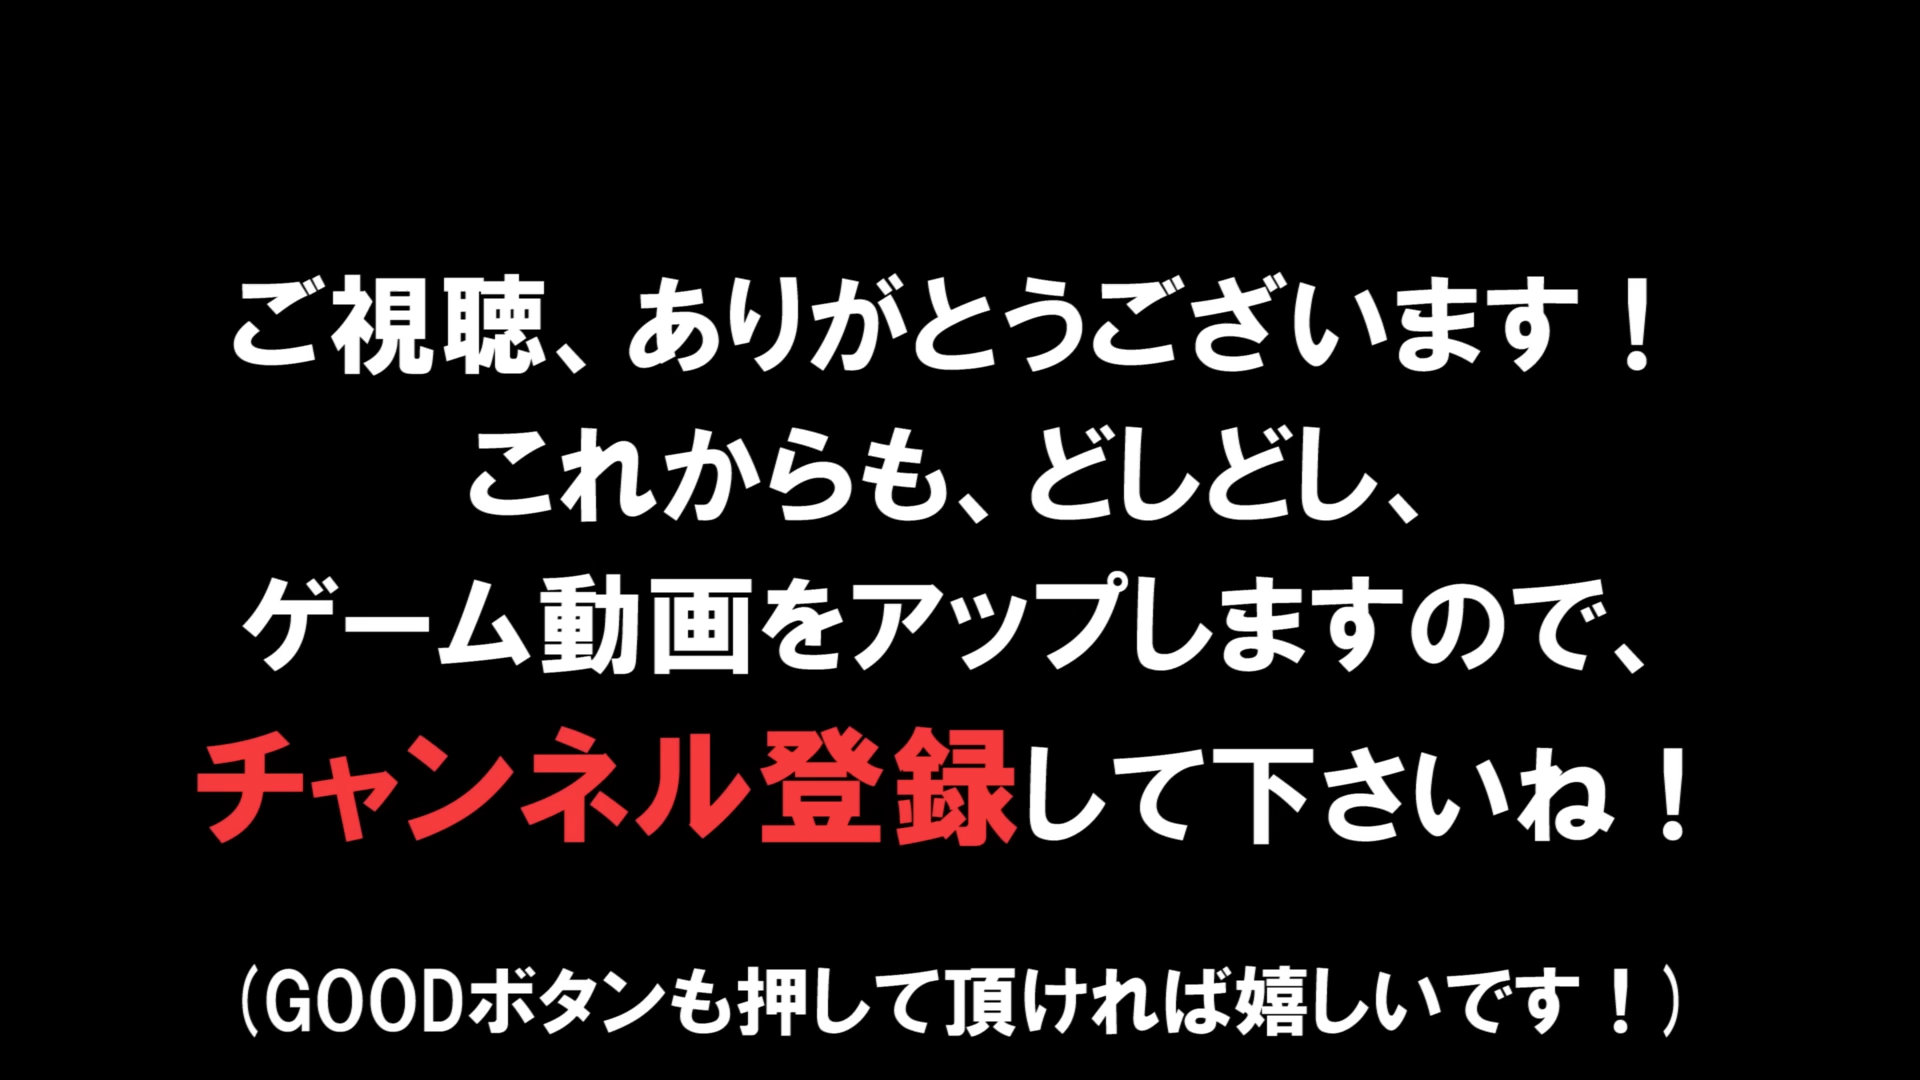 ご視聴、ありがとうございます！
これからも、どしどし、
ゲーム動画をアップしますので、
チャンネル登録して下さいね！
(GOODボタンも押して頂ければ嬉しいです！)